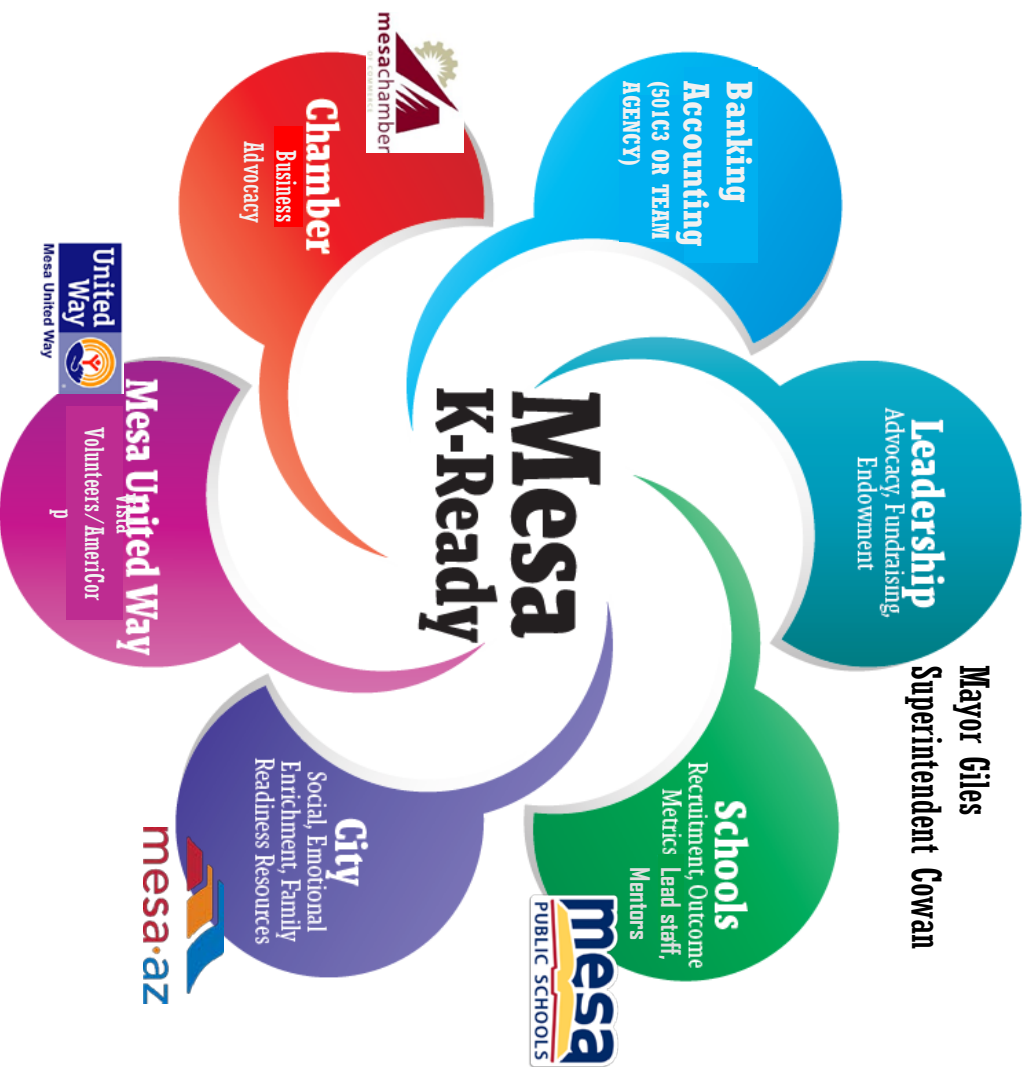 Leadership
Advocacy, Fundraising,
Endowment
Mayor Giles
Superintendent Cowan
Banking
Accounting
(501C3 OR TEAM
AGENCY)
Schools
Recruitment, Outcome
Metrics Lead staff,
Mentors
mesa
PUBLIC SCHOOLS
Mesa
K-Ready
mesachamber
OF COMMERCE
Chamber
Business
Advocacy
City
Social, Emotional
Enrichment, Family
Readiness Resources
mesa·az
United
Way
Mesa United Way
Mesa United Way
Vista
Volunteers/AmeriCor
p